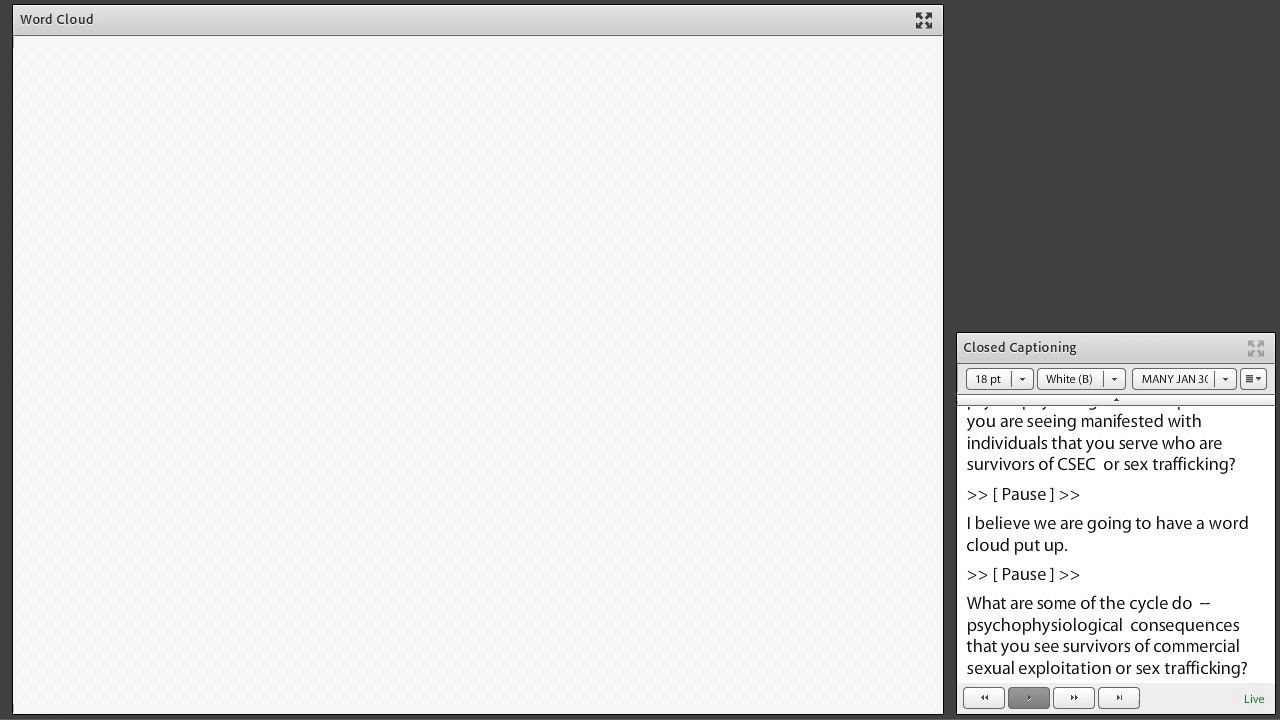 Word Cloud
Closed Captioning
18 pt
White (B)
MANY JAN 30
you are seeing manifested with
individuals that you serve who are
survivors of CSEC or sex trafficking?
>> [ Pause ] >>
I believe we are going to have a word
cloud put up.
>> [ Pause ] >>
What are some of the cycle do --
psychophysiological consequences
that you see survivors of commercial
sexual exploitation or sex trafficking?
Live